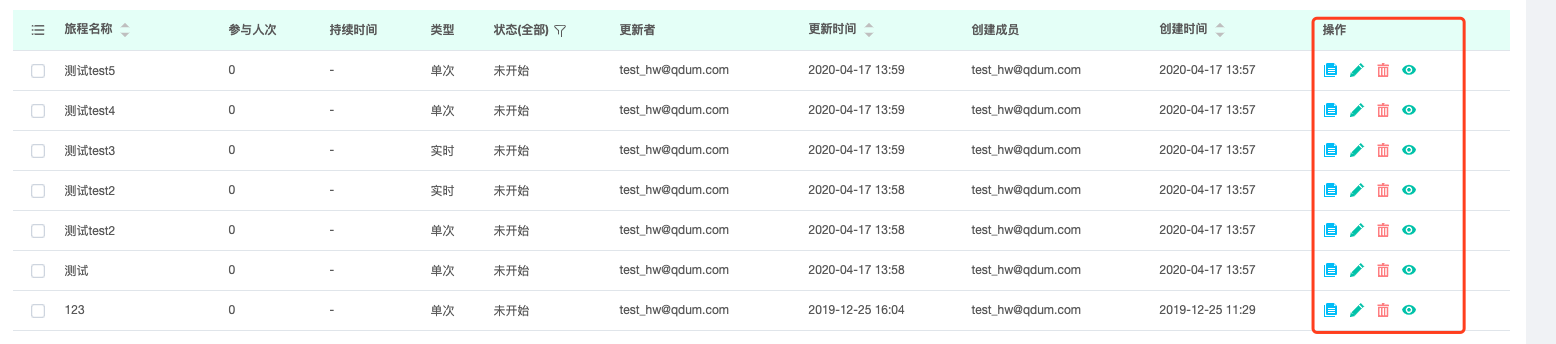 旅程名称 参与人次 持续时间 类型 状态(全部) 更新者 更新时间 创建成员 创建时间 操作
测试test5 0 - 单次 未开始 test_hw@qdum.com 2020-04-17 13:59 test_hw@qdum.com 2020-04-17 13:57
测试test4 0 - 单次 未开始 test_hw@qdum.com 2020-04-17 13:59 test_hw@qdum.com 2020-04-17 13:57
测试test3 0 - 实时 未开始 test_hw@qdum.com 2020-04-17 13:59 test_hw@qdum.com 2020-04-17 13:57
测试test2 0 - 实时 未开始 test_hw@qdum.com 2020-04-17 13:58 test_hw@qdum.com 2020-04-17 13:57
测试test2 0 - 单次 未开始 test_hw@qdum.com 2020-04-17 13:58 test_hw@qdum.com 2020-04-17 13:57
测试 0 - 单次 未开始 test_hw@qdum.com 2020-04-17 13:58 test_hw@qdum.com 2020-04-17 13:57
123 0 - 单次 未开始 test_hw@qdum.com 2019-12-25 16:04 test_hw@qdum.com 2019-12-25 11:29